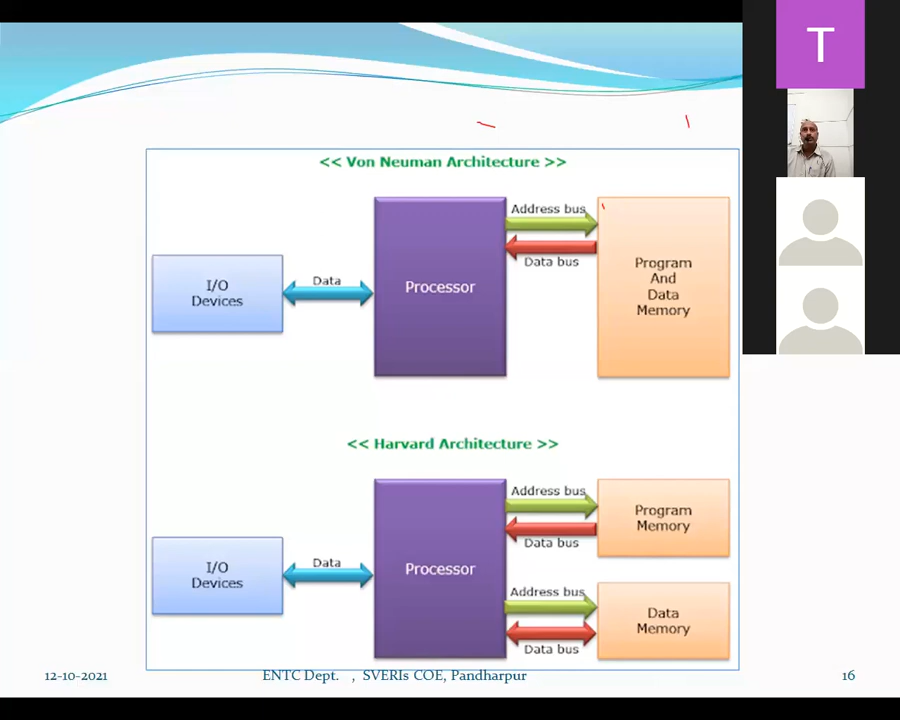 T
<< Von Neuman Architecture >>
Address bus
Data bus
I/O
Devices
Data
Processor
Program
And
Data
Memory
<< Harvard Architecture >>
Address bus
Data bus
Program
Memory
I/O
Devices
Data
Processor
Address bus
Data bus
Data
Memory
12-10-2021
ENTC Dept. , SVERIs COE, Pandharpur
16